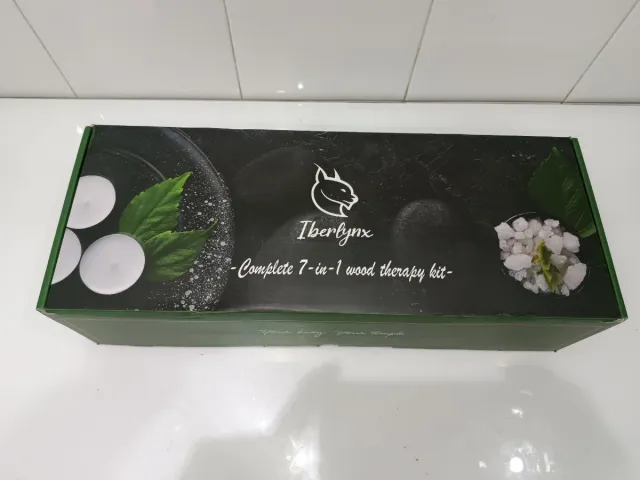 Iberlynx
-Complete 7-in-1 wood therapy kit-